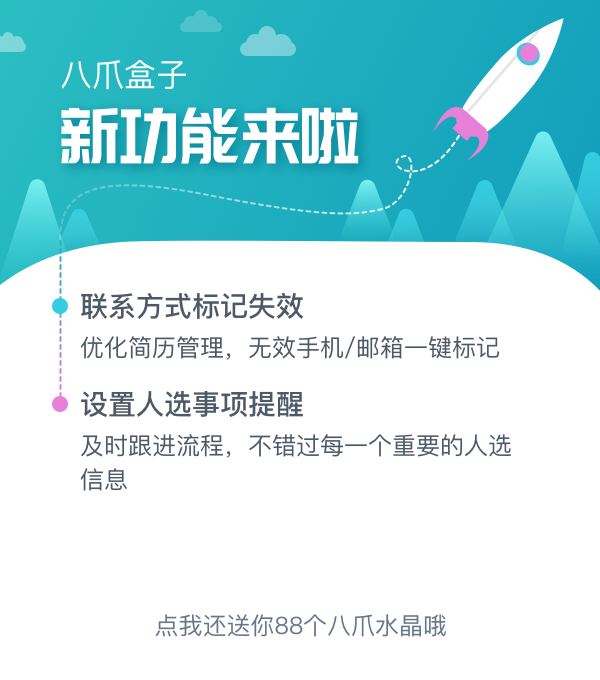 八爪盒子
新功能来啦
联系方式标记失效
优化简历管理，无效手机/邮箱一键标记
设置人选事项提醒
及时跟进流程，不错过每一个重要的人选
信息
点我还送你88个八爪水晶哦